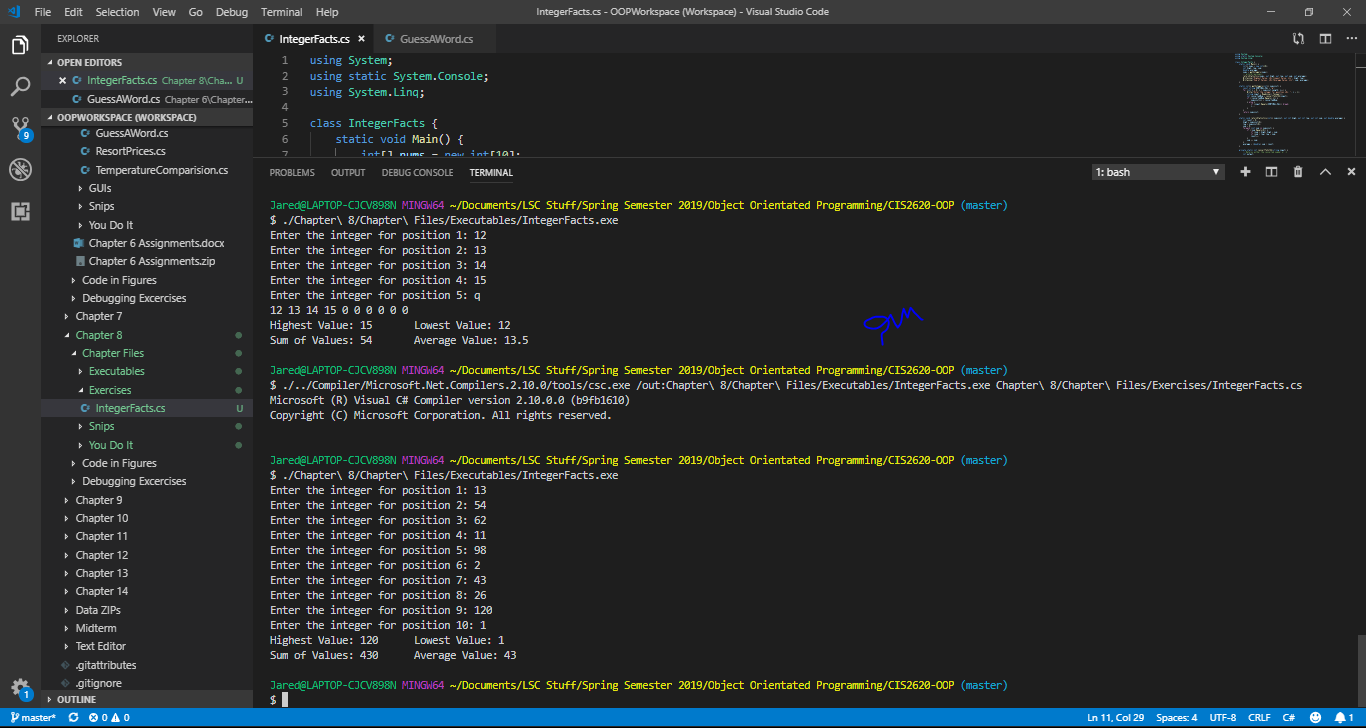 File Edit Selection View Go Debug Terminal Help
IntegerFacts.cs - OOPWorkspace (Workspace) - Visual Studio Code
EXPLORER
OPEN EDITORS
IntegerFacts.cs Chapter 8\Cha... U
GuessAWord.cs Chapter 6\Chapter...
OOPWORKSPACE (WORKSPACE)
GuessAWord.cs
ResortPrices.cs
TemperatureComparision.cs
GUIs
Snips
You Do It
Chapter 6 Assignments.docx
Chapter 6 Assignments.zip
Code in Figures
Debugging Excercises
Chapter 7
Chapter 8
Chapter Files
Executables
Exercises
IntegerFacts.cs U
Snips
You Do It
Code in Figures
Debugging Excercises
Chapter 9
Chapter 10
Chapter 11
Chapter 12
Chapter 13
Chapter 14
Data ZIPs
Midterm
Text Editor
.gitattributes
.gitignore
OUTLINE
9
1
IntegerFacts.cs
GuessAWord.cs
1 using System;
2 using static System.Console;
3 using System.Linq;
4
5 class IntegerFacts {
6 static void Main() {
7 int[] nums = new int[10];
PROBLEMS OUTPUT DEBUG CONSOLE TERMINAL
1: bash
Jared@LAPTOP-CJCV898N MINGW64 ~/Documents/LSC Stuff/Spring Semester 2019/Object Orientated Programming/CIS2620-OOP (master)
$ ./Chapter\ 8/Chapter\ Files/Executables/IntegerFacts.exe
Enter the integer for position 1: 12
Enter the integer for position 2: 13
Enter the integer for position 3: 14
Enter the integer for position 4: 15
Enter the integer for position 5: q
12 13 14 15 0 0 0 0 0 0
Highest Value: 15 Lowest Value: 12
Sum of Values: 54 Average Value: 13.5
Jared@LAPTOP-CJCV898N MINGW64 ~/Documents/LSC Stuff/Spring Semester 2019/Object Orientated Programming/CIS2620-OOP (master)
$ ./../Compiler/Microsoft.Net.Compilers.2.10.0/tools/csc.exe /out:Chapter\ 8/Chapter\ Files/Executables/IntegerFacts.exe Chapter\ 8/Chapter\ Files/Exercises/IntegerFacts.cs
Microsoft (R) Visual C# Compiler version 2.10.0.0 (b9fb1610)
Copyright (C) Microsoft Corporation. All rights reserved.
Jared@LAPTOP-CJCV898N MINGW64 ~/Documents/LSC Stuff/Spring Semester 2019/Object Orientated Programming/CIS2620-OOP (master)
$ ./Chapter\ 8/Chapter\ Files/Executables/IntegerFacts.exe
Enter the integer for position 1: 13
Enter the integer for position 2: 54
Enter the integer for position 3: 62
Enter the integer for position 4: 11
Enter the integer for position 5: 98
Enter the integer for position 6: 2
Enter the integer for position 7: 43
Enter the integer for position 8: 26
Enter the integer for position 9: 120
Enter the integer for position 10: 1
Highest Value: 120 Lowest Value: 1
Sum of Values: 430 Average Value: 43
Jared@LAPTOP-CJCV898N MINGW64 ~/Documents/LSC Stuff/Spring Semester 2019/Object Orientated Programming/CIS2620-OOP (master)
$
master* 0 0 Ln 11, Col 29 Spaces: 4 UTF-8 CRLF C# 1